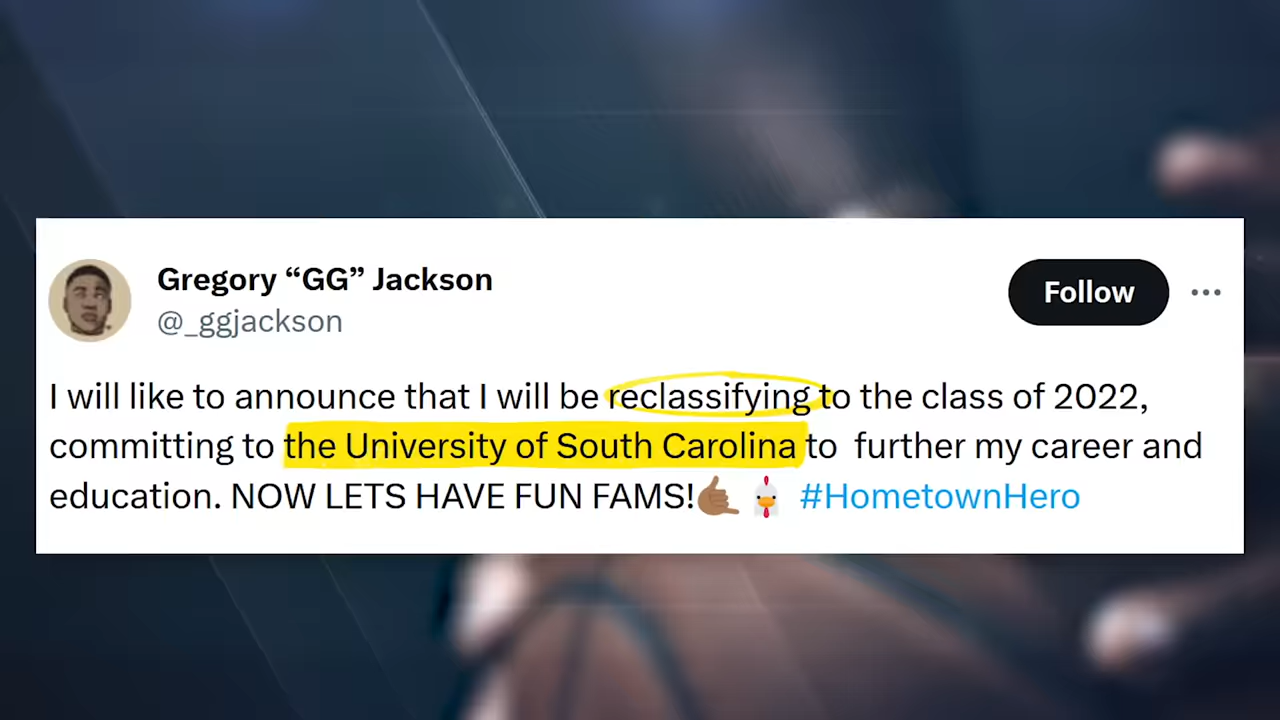 Gregory “GG” Jackson
@_ggjackson
Follow
I will like to announce that I will be reclassifying to the class of 2022,
committing to the University of South Carolina to  further my career and
education. NOW LETS HAVE FUN FAMS!🤙🏾 🐔 #HometownHero